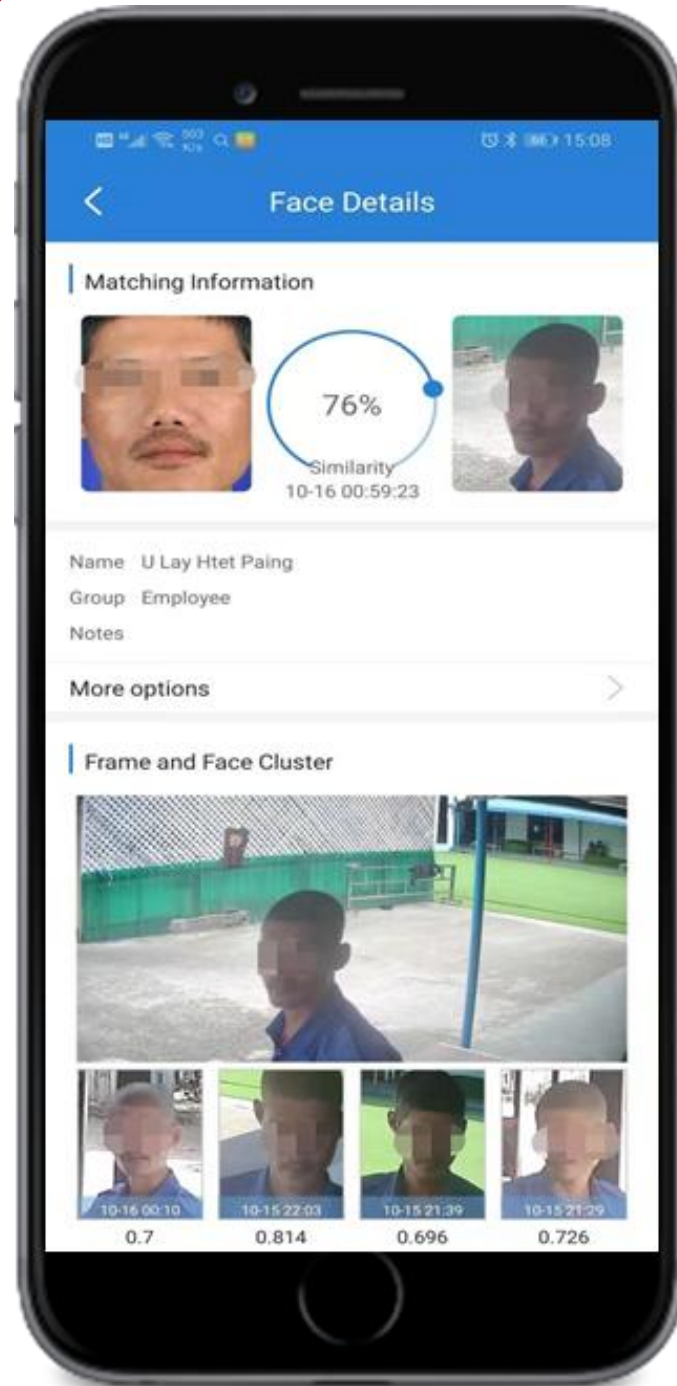 HD 503 K/s 15:08
Face Details
Matching Information
76%
Similarity
10-16 00:59:23
Name U Lay Htet Paing
Group Employee
Notes
More options
Frame and Face Cluster
10-16 00:10 10-15 22:03 10-15 21:39 10-15 21:29
0.7 0.814 0.696 0.726